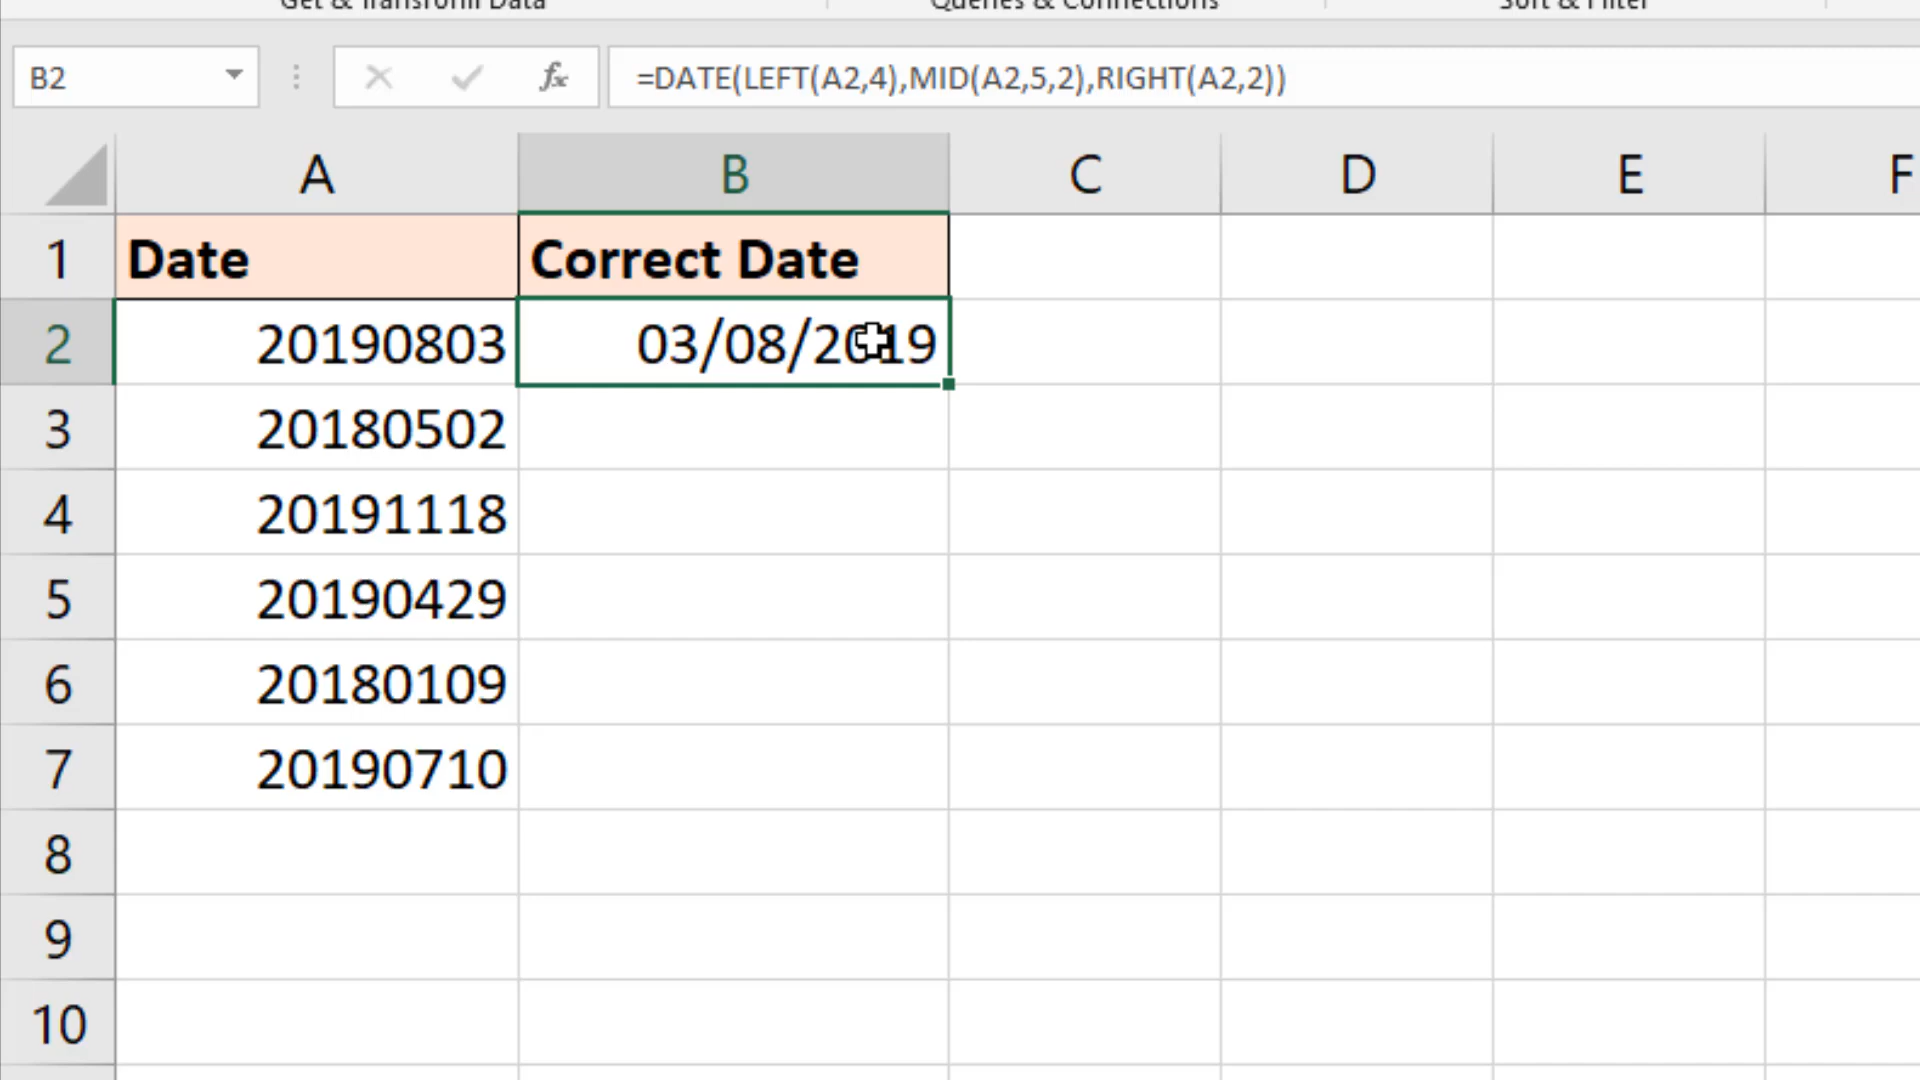 Get & Transform Data Queries & Connections Sort & Filter
B2 fx =DATE(LEFT(A2,4),MID(A2,5,2),RIGHT(A2,2))
A B C D E F
1 Date Correct Date
2 20190803 03/08/2019
3 20180502
4 20191118
5 20190429
6 20180109
7 20190710
8
9
10